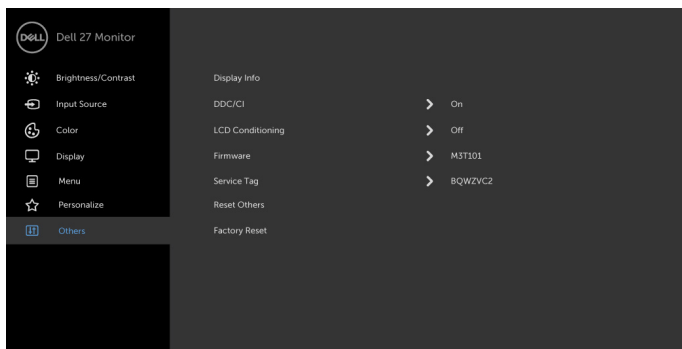 DELL Dell 27 Monitor
Brightness/Contrast
Input Source
Color
Display
Menu
Personalize
Others
Display Info
DDC/CI On
LCD Conditioning Off
Firmware M3T101
Service Tag BQWZVC2
Reset Others
Factory Reset